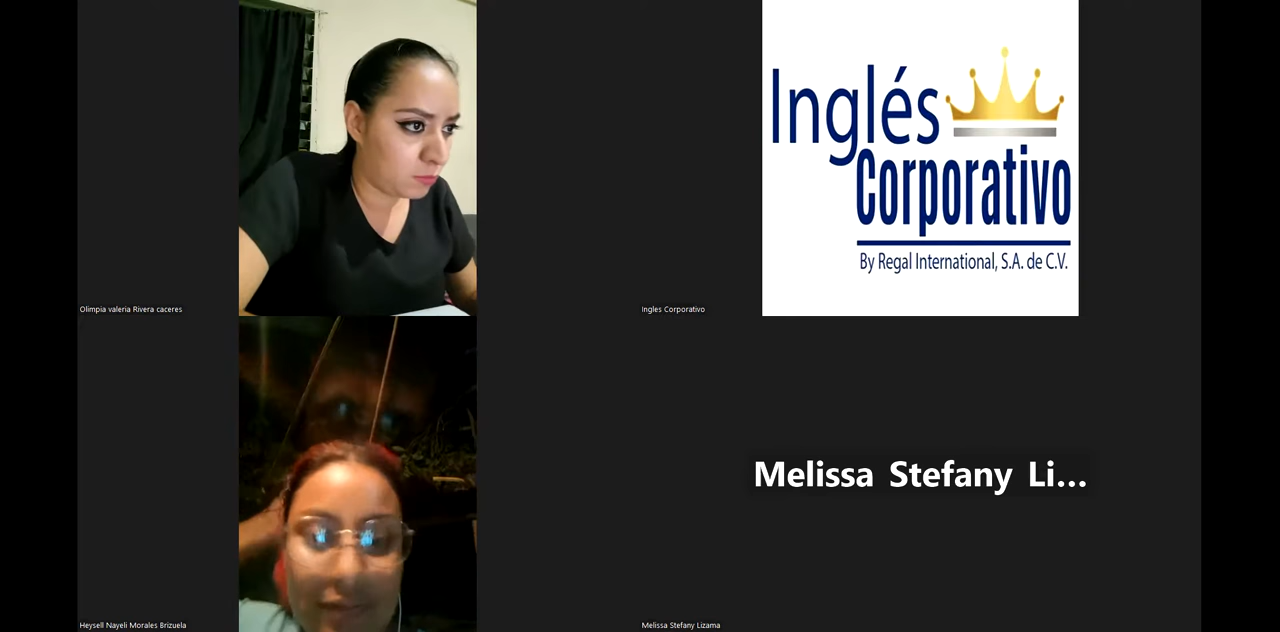 Inglés
Corporativo
By Regal International, S.A. de C.V.
Olimpia valeria Rivera caceres
Ingles Corporativo
Melissa Stefany Li...
Heysell Nayeli Morales Brizuela
Melissa Stefany Lizama